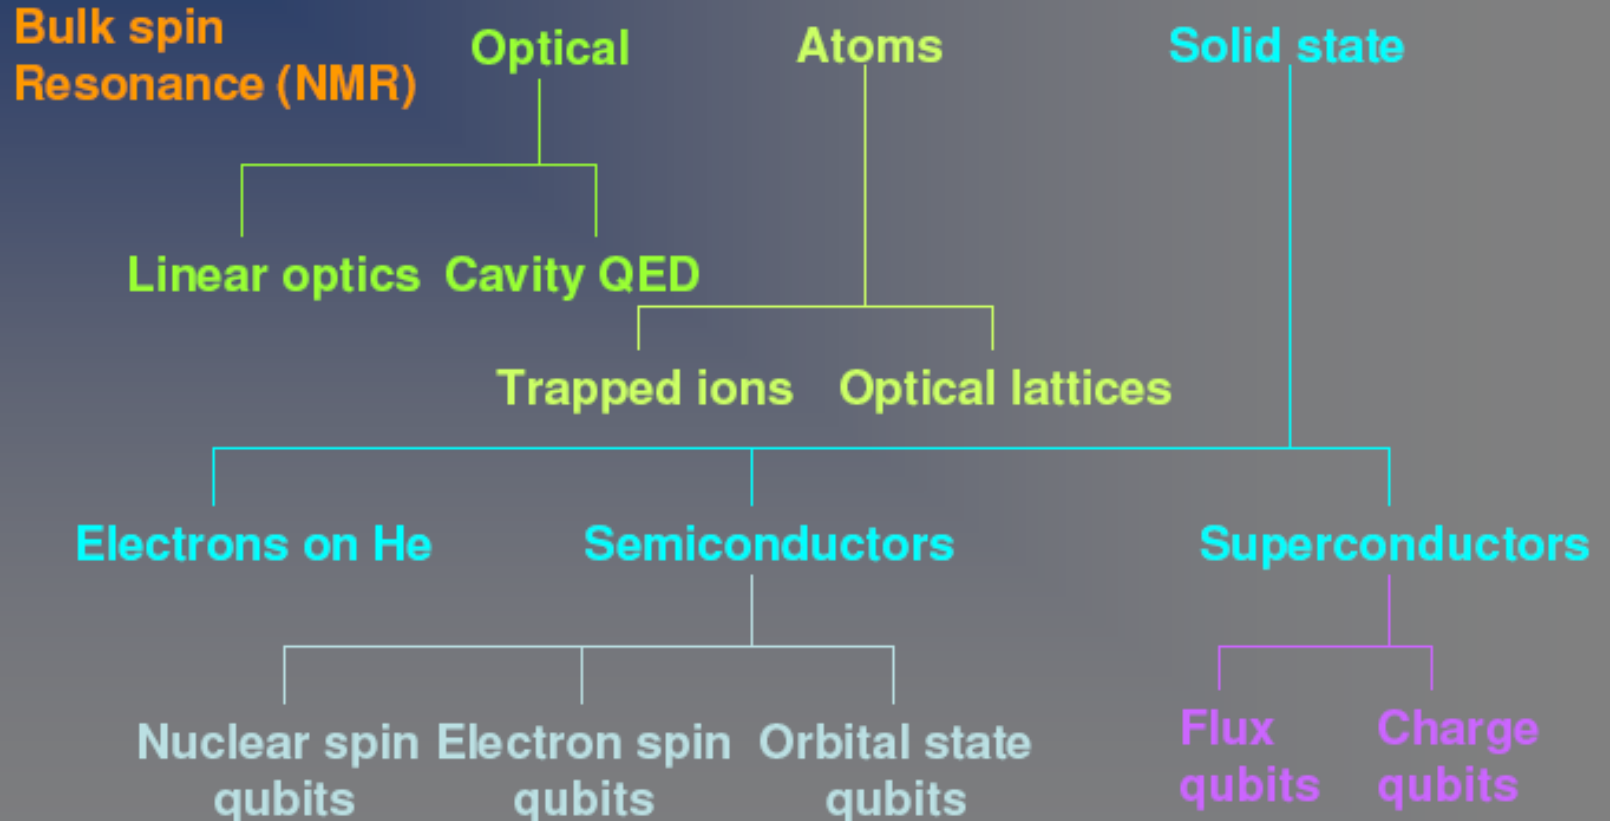 Bulk spin
Resonance (NMR)
Optical
Atoms
Solid state
Linear optics
Cavity QED
Trapped ions
Optical lattices
Electrons on He
Semiconductors
Superconductors
Nuclear spin
qubits
Electron spin
qubits
Orbital state
qubits
Flux
qubits
Charge
qubits